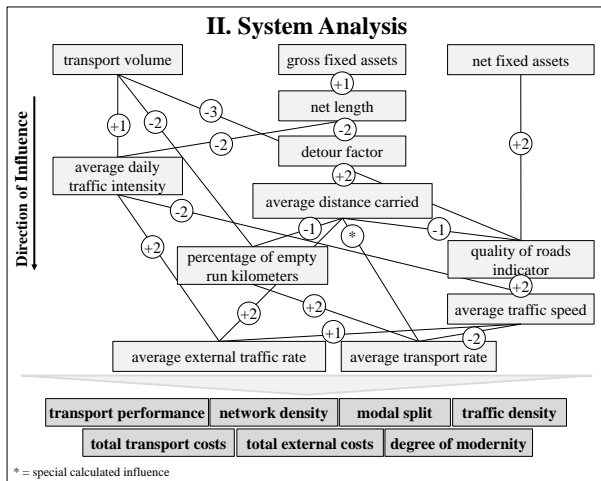 II. System Analysis
transport volume
gross fixed assets
net fixed assets
+1
net length
-3
+1
-2
-2
-2
+2
detour factor
average daily
traffic intensity
+2
-2
average distance carried
-1
*
-1
+2
percentage of empty
run kilometers
quality of roads
indicator
+2
+2
+2
average traffic speed
+1
-2
average external traffic rate
average transport rate
Direction of Influence
transport performance
network density
modal split
traffic density
total transport costs
total external costs
degree of modernity
* = special calculated influence